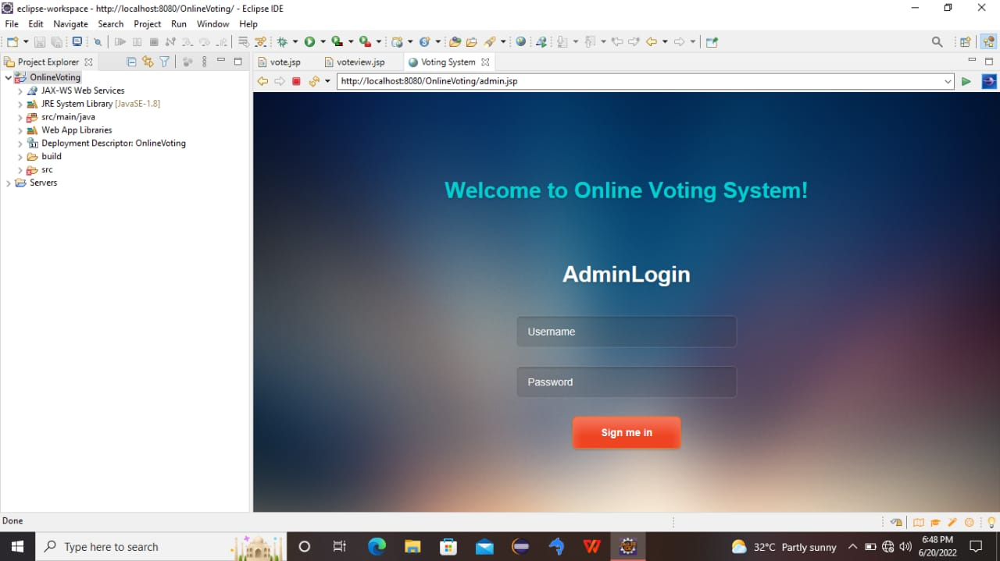 eclipse-workspace - http://localhost:8080/OnlineVoting/ - Eclipse IDE
File Edit Navigate Search Project Run Window Help
Project Explorer
vote.jsp voteview.jsp Voting System
http://localhost:8080/OnlineVoting/admin.jsp
OnlineVoting
JAX-WS Web Services
JRE System Library [JavaSE-1.8]
src/main/java
Web App Libraries
Deployment Descriptor: OnlineVoting
build
src
Servers
Welcome to Online Voting System!
AdminLogin
Username
Password
Sign me in
Done
Type here to search
32°C Partly sunny
6:48 PM
6/20/2022